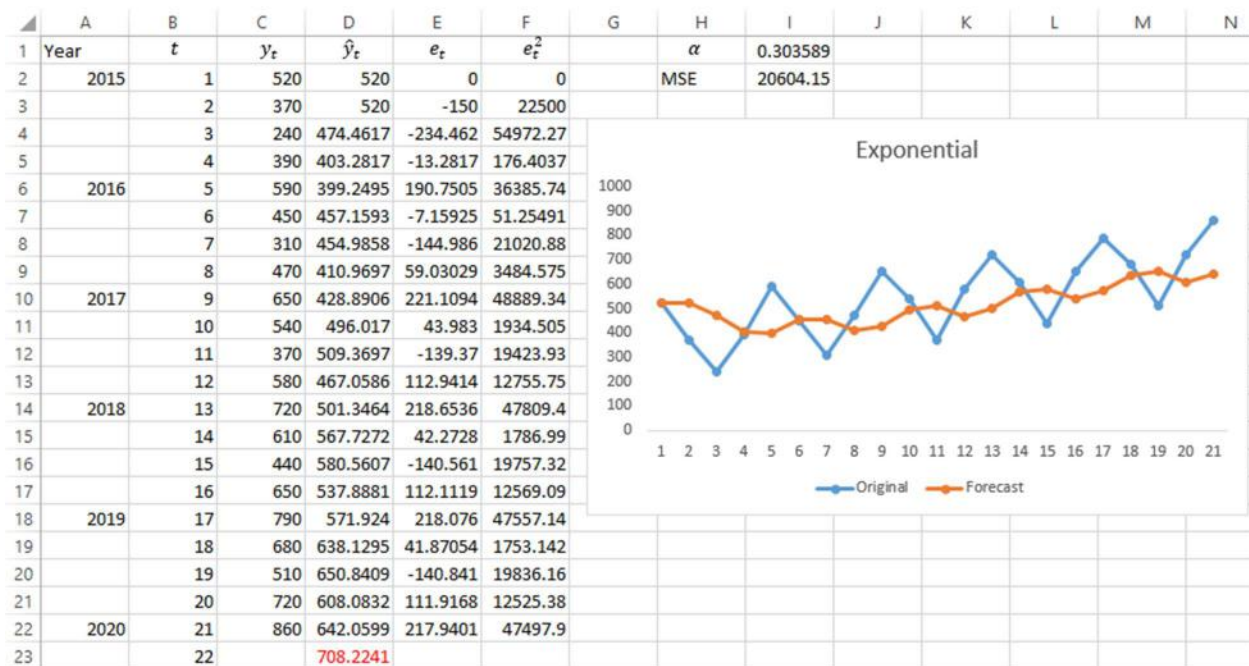 A B C D E F G H I J K L M N
1 Year t yₜ ŷₜ eₜ eₜ² α 0.303589
2 2015 1 520 520 0 0 MSE 20604.15
3 2 370 520 -150 22500
4 3 240 474.4617 -234.462 54972.27
5 4 390 403.2817 -13.2817 176.4037
6 2016 5 590 399.2495 190.7505 36385.74
7 6 450 457.1593 -7.15925 51.25491
8 7 310 454.9858 -144.986 21020.88
9 8 470 410.9697 59.03029 3484.575
10 2017 9 650 428.8906 221.1094 48889.34
11 10 540 496.017 43.983 1934.505
12 11 370 509.3697 -139.37 19423.93
13 12 580 467.0586 112.9414 12755.75
14 2018 13 720 501.3464 218.6536 47809.4
15 14 610 567.7272 42.2728 1786.99
16 15 440 580.5607 -140.561 19757.32
17 16 650 537.8881 112.1119 12569.09
18 2019 17 790 571.924 218.076 47557.14
19 18 680 638.1295 41.87054 1753.142
20 19 510 650.8409 -140.841 19836.16
21 20 720 608.0832 111.9168 12525.38
22 2020 21 860 642.0599 217.9401 47497.9
23 22 708.2241
Exponential
1000
900
800
700
600
500
400
300
200
100
0
1 2 3 4 5 6 7 8 9 10 11 12 13 14 15 16 17 18 19 20 21
Original Forecast